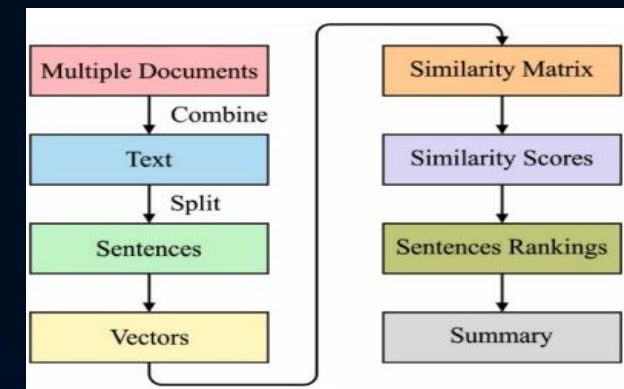 Multiple Documents
Combine
Text
Split
Sentences
Vectors
Similarity Matrix
Similarity Scores
Sentences Rankings
Summary